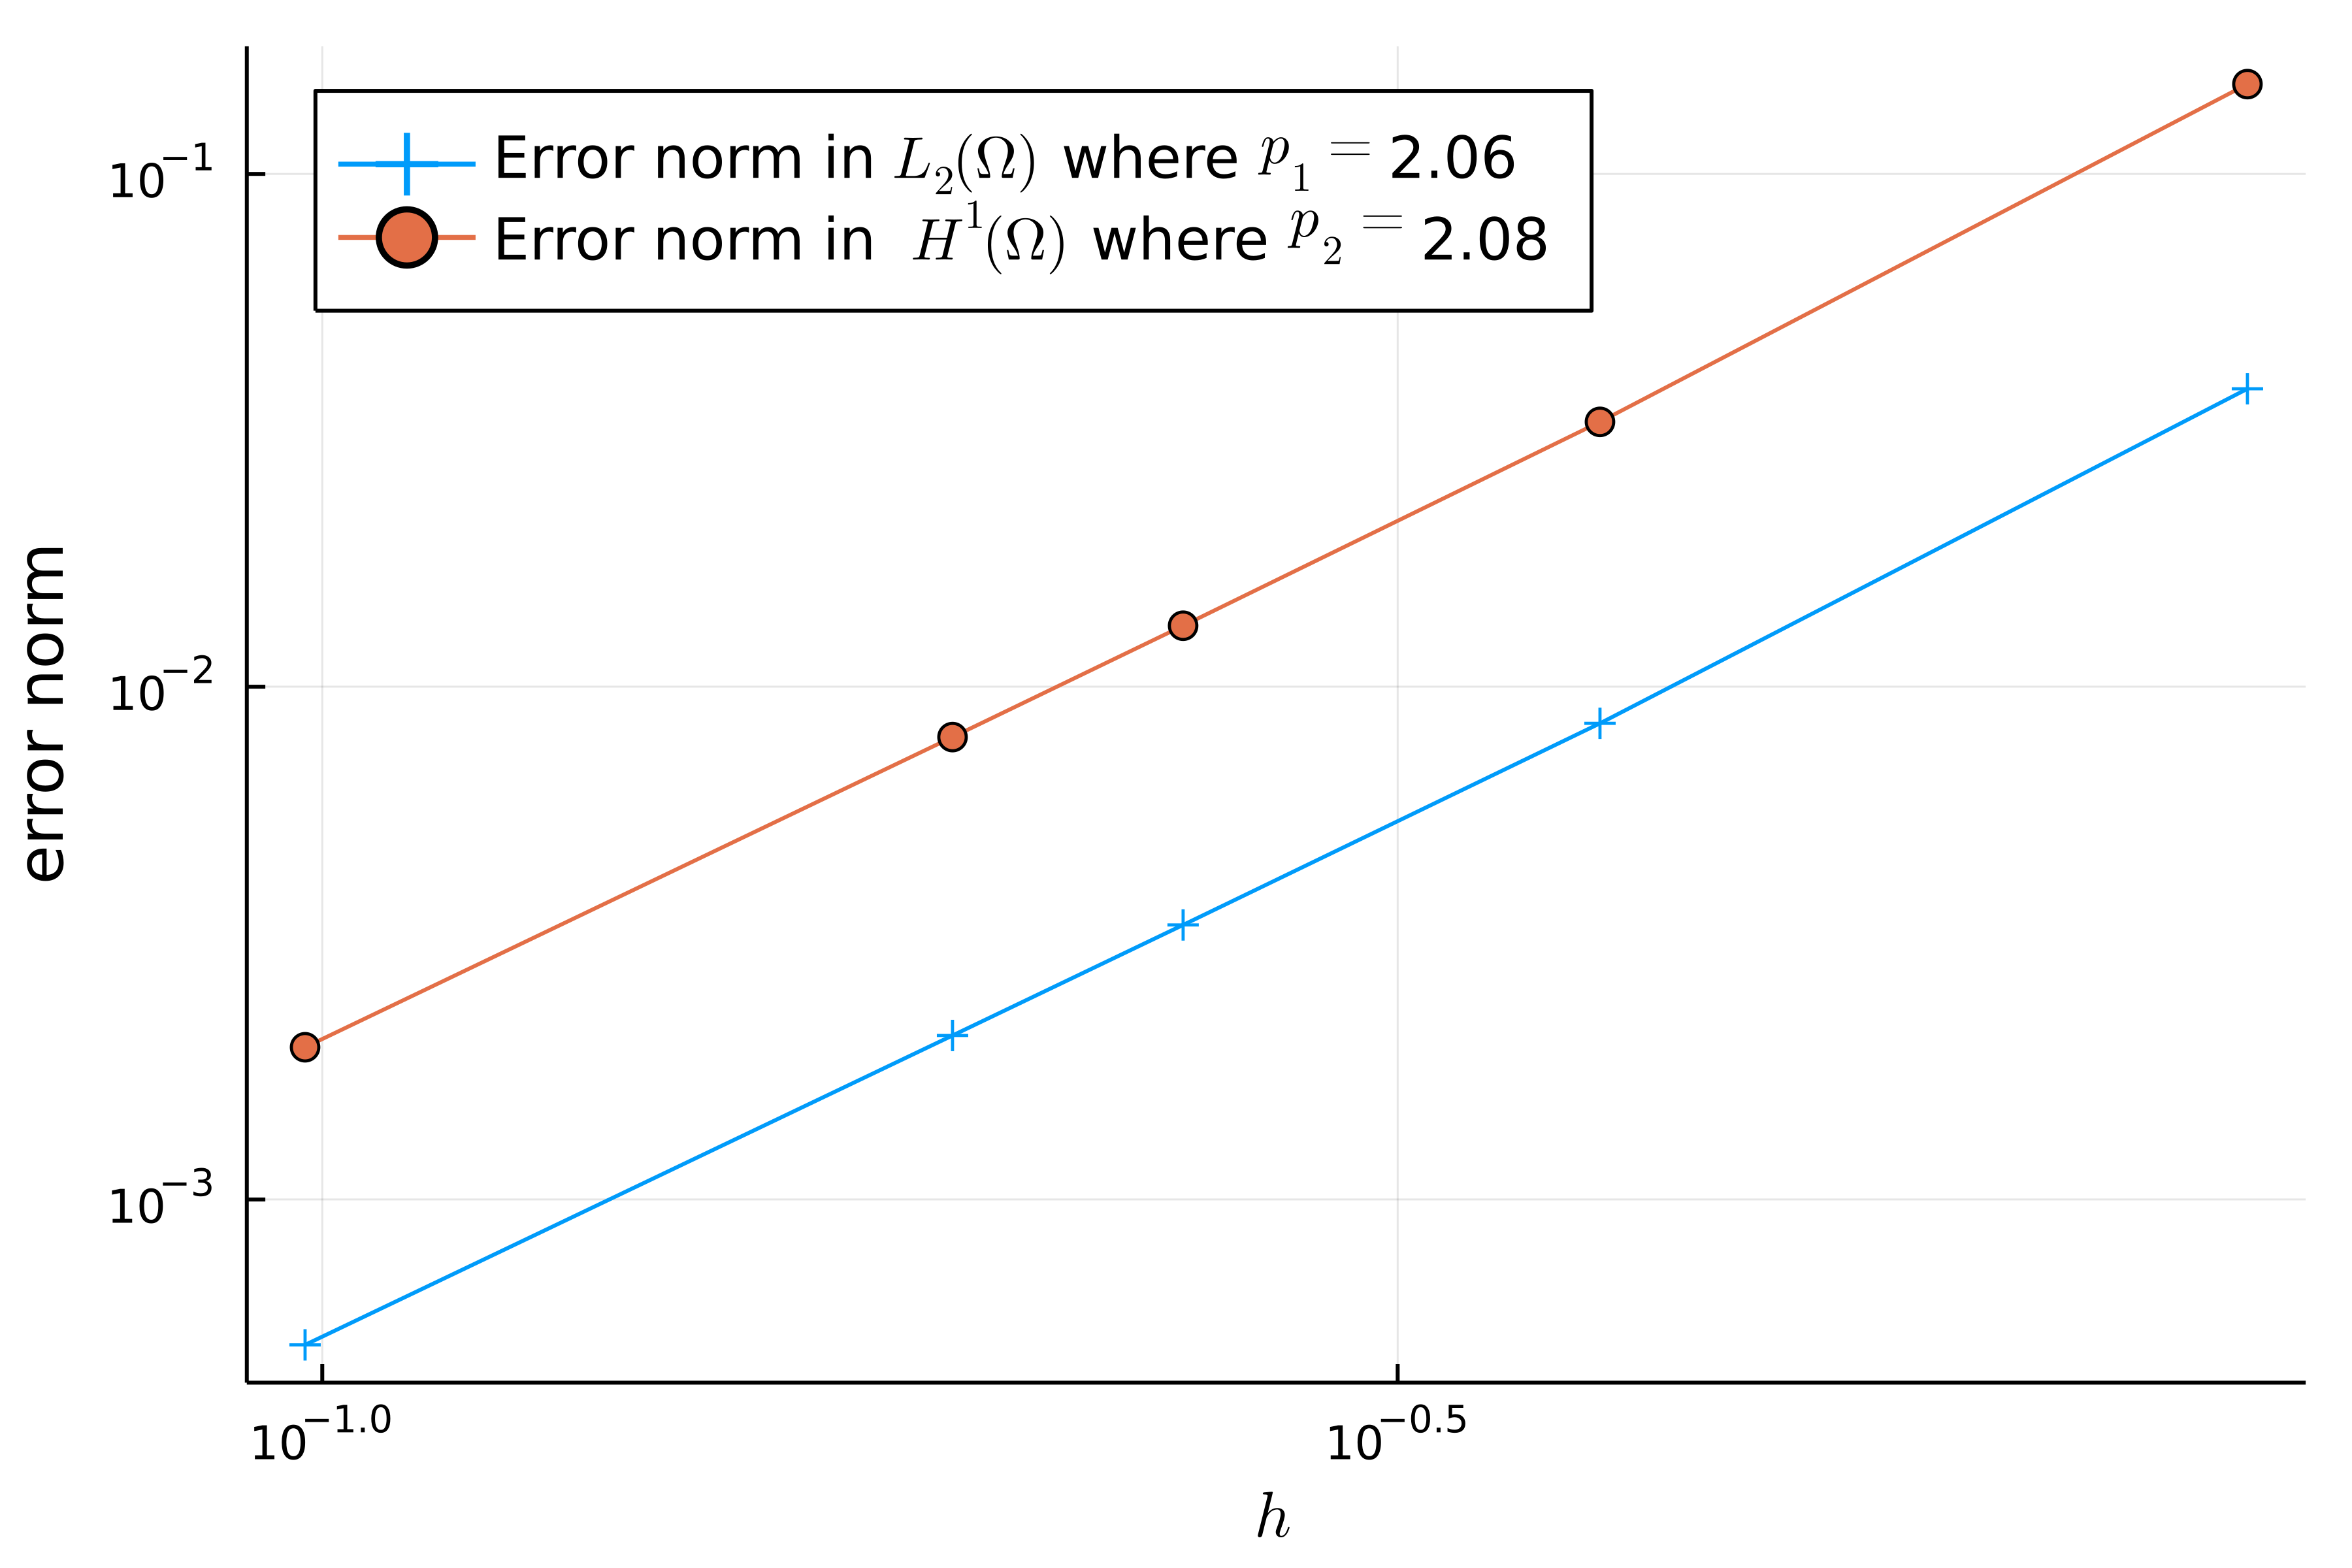 Error norm in L₂(Ω) where p₁ = 2.06
Error norm in H¹(Ω) where p₂ = 2.08
10⁻¹
10⁻²
10⁻³
error norm
10⁻¹·⁰
10⁻⁰·⁵
h